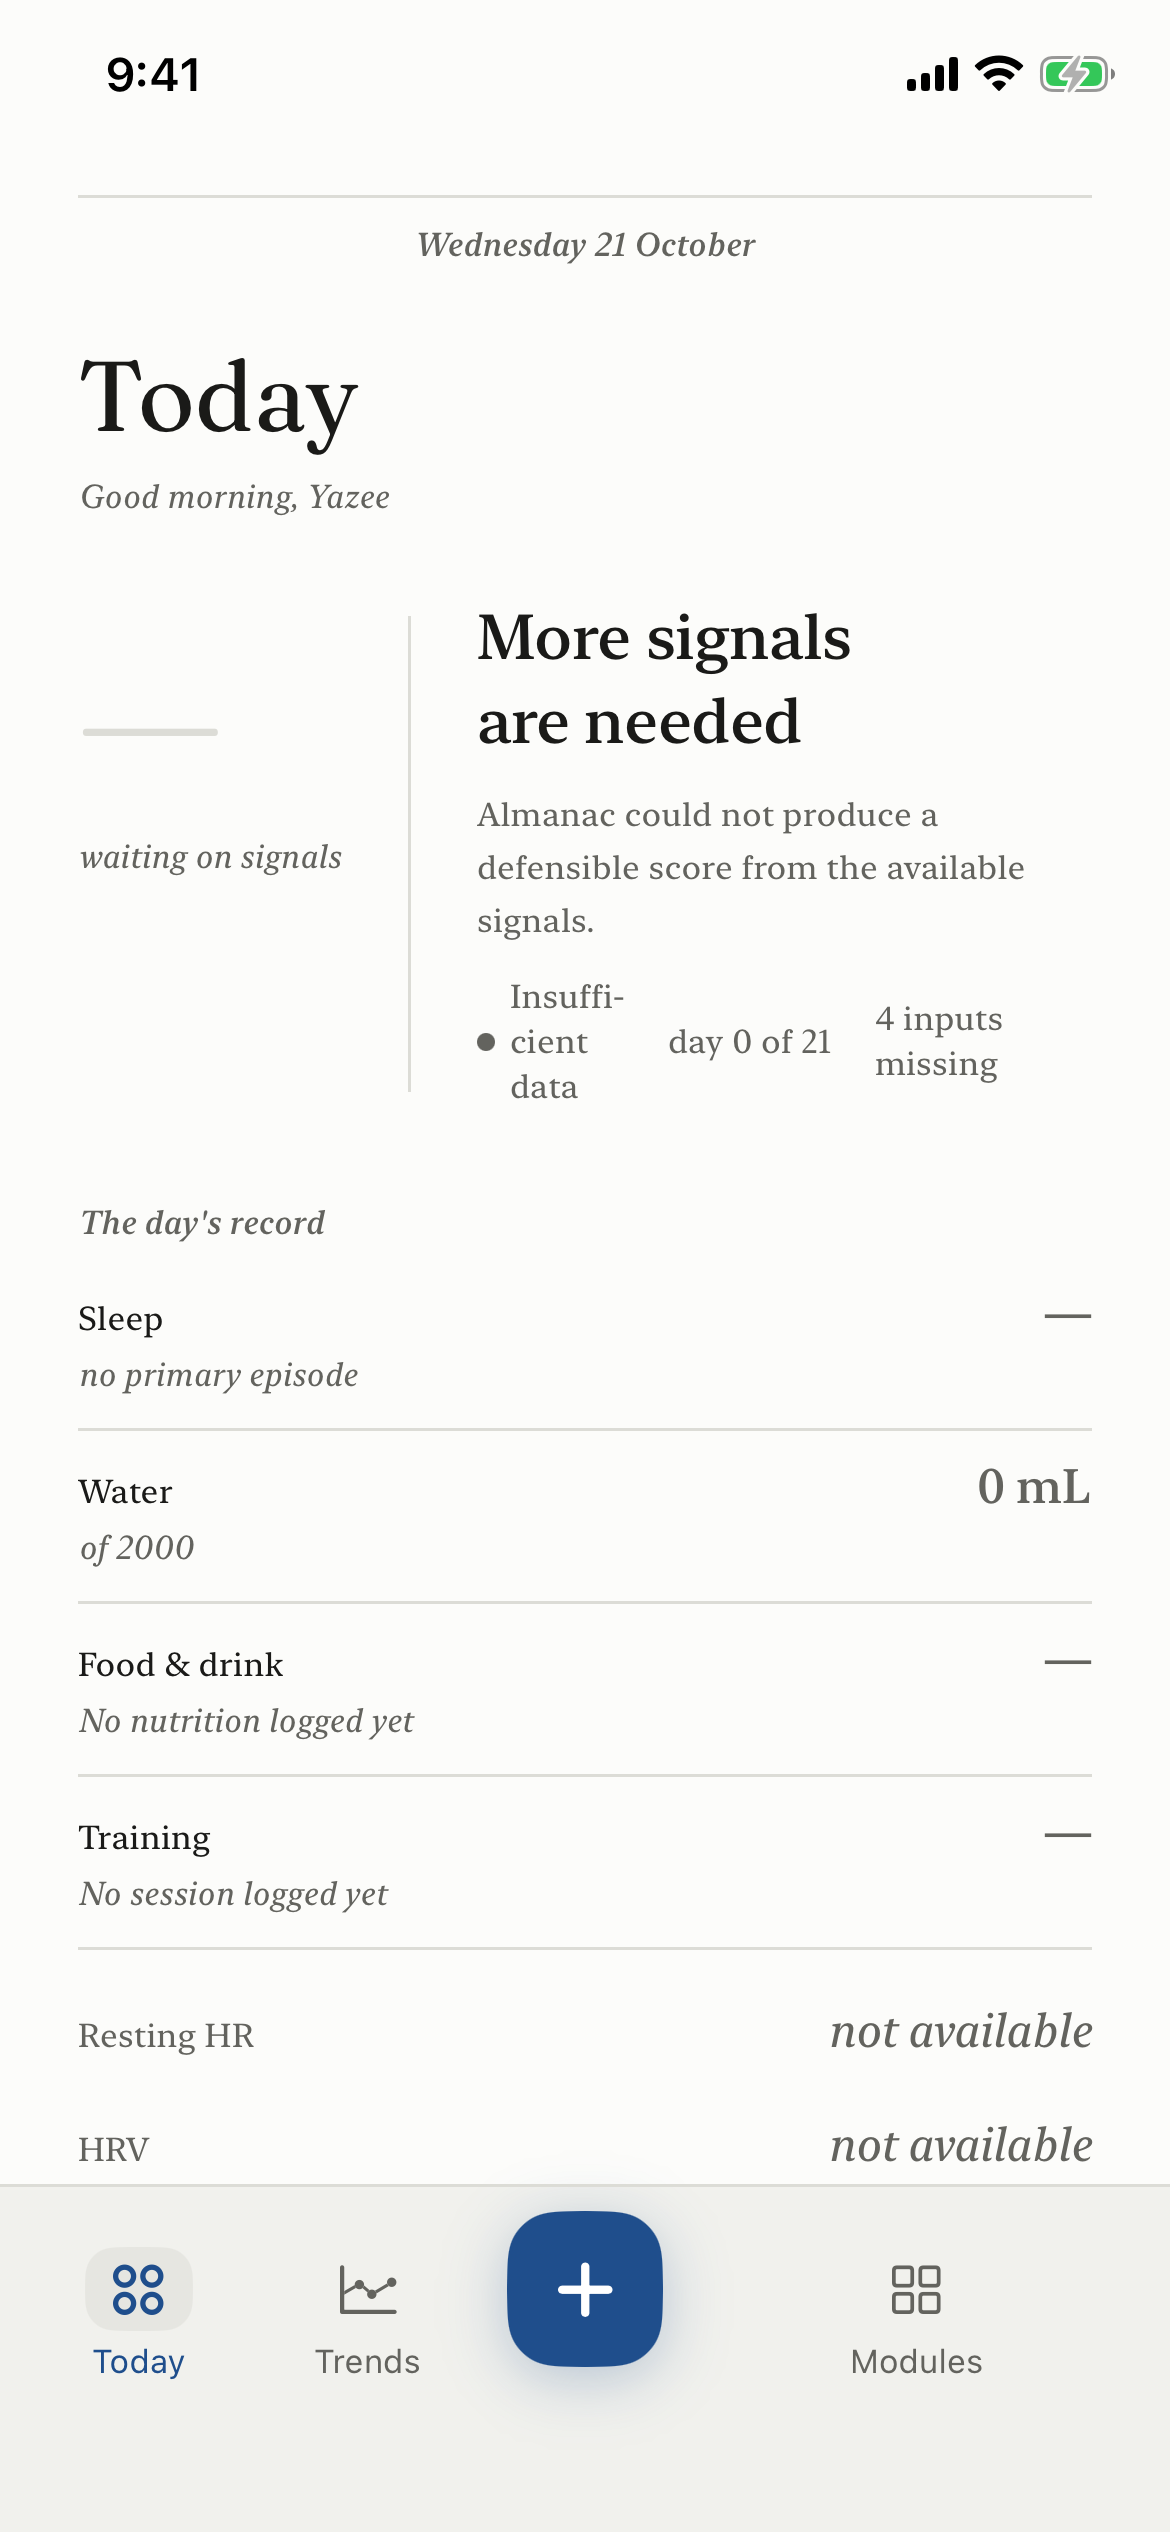 9:41
Wednesday 21 October
Today
Good morning, Yazee
waiting on signals
More signals
are needed
Almanac could not produce a
defensible score from the available
signals.
Insuffi-
cient
data
day 0 of 21
4 inputs
missing
The day's record
Sleep
—
no primary episode
Water
0 mL
of 2000
Food & drink
—
No nutrition logged yet
Training
—
No session logged yet
Resting HR
not available
HRV
not available
Today
Trends
Modules